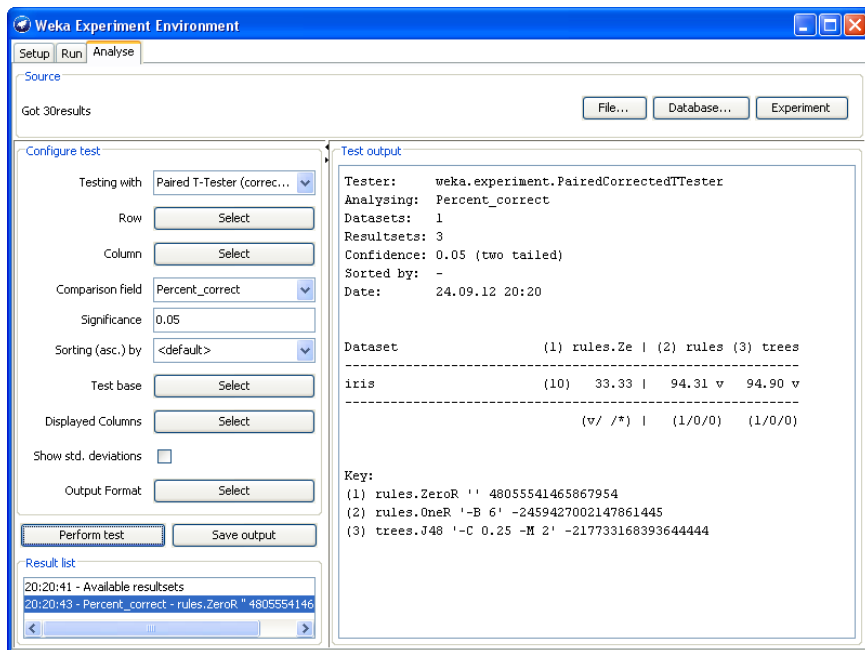 Weka Experiment Environment
Setup Run Analyse
Source
Got 30results
File... Database... Experiment
Configure test
Testing with Paired T-Tester (correc...
Row Select
Column Select
Comparison field Percent_correct
Significance 0.05
Sorting (asc.) by <default>
Test base Select
Displayed Columns Select
Show std. deviations
Output Format Select
Perform test Save output
Result list
20:20:41 - Available resultsets
20:20:43 - Percent_correct - rules.ZeroR '' 4805554146
Test output
Tester: weka.experiment.PairedCorrectedTTester
Analysing: Percent_correct
Datasets: 1
Resultsets: 3
Confidence: 0.05 (two tailed)
Sorted by: -
Date: 24.09.12 20:20
Dataset (1) rules.Ze | (2) rules (3) trees
--------------------------------------------------------------
iris (10) 33.33 | 94.31 v 94.90 v
--------------------------------------------------------------
(v/ /*) | (1/0/0) (1/0/0)
Key:
(1) rules.ZeroR '' 48055541465867954
(2) rules.OneR '-B 6' -2459427002147861445
(3) trees.J48 '-C 0.25 -M 2' -217733168393644444